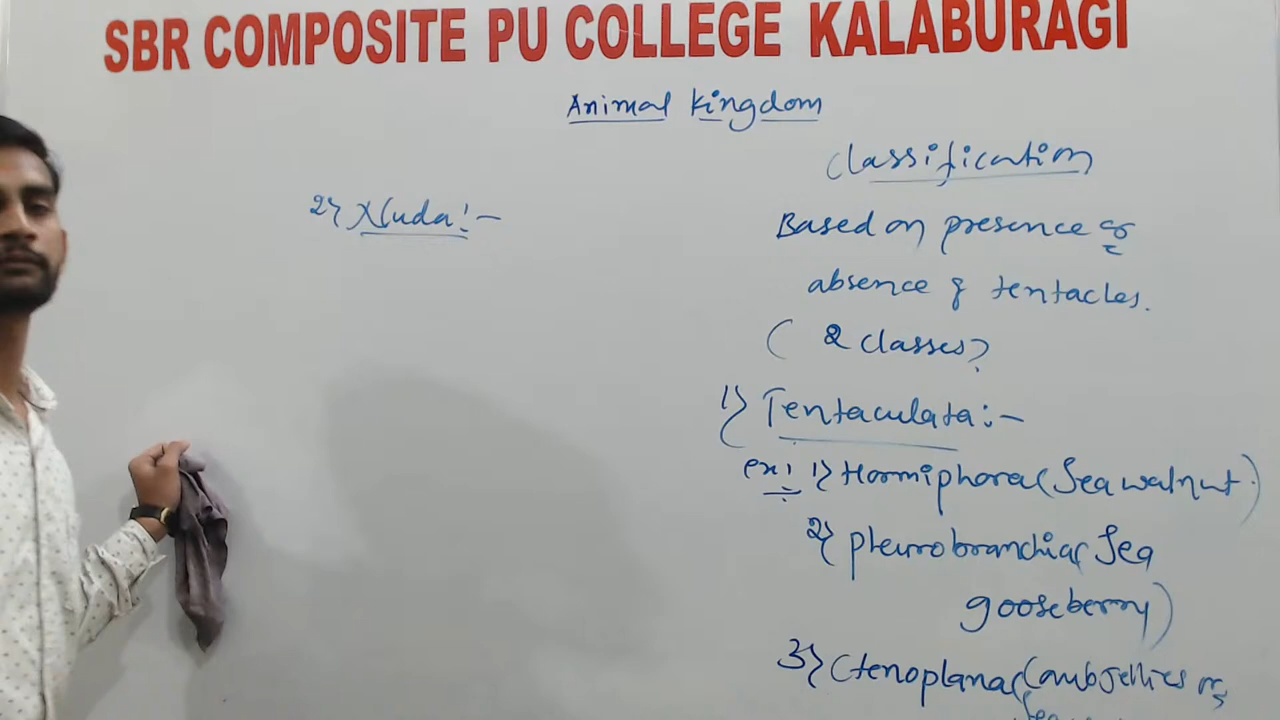 SBR COMPOSITE PU COLLEGE KALABURAGI
Animal kingdom
Classification
Based on presence or
absence of tentacles.
( 2 classes?
1) Tentaculata:-
ex: 1) Hormiphora (Sea walnut)
2) Pleurobranchia (Sea
gooseberry)
3) Ctenoplana (Comb Jellies or
Sea
2) Nuda:-